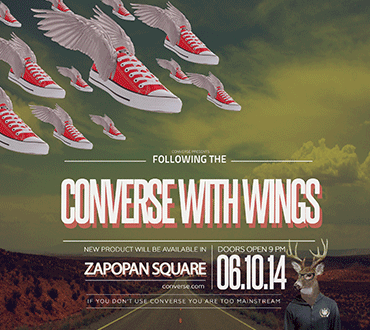 CONVERSE PRESENTS
FOLLOWING THE
CONVERSE WITH WINGS
NEW PRODUCT WILL BE AVAILABLE IN
ZAPOPAN SQUARE
converse.com
DOORS OPEN 9 PM
06.10.14
IF YOU DON'T USE CONVERSE YOU ARE TOO MAINSTREAM